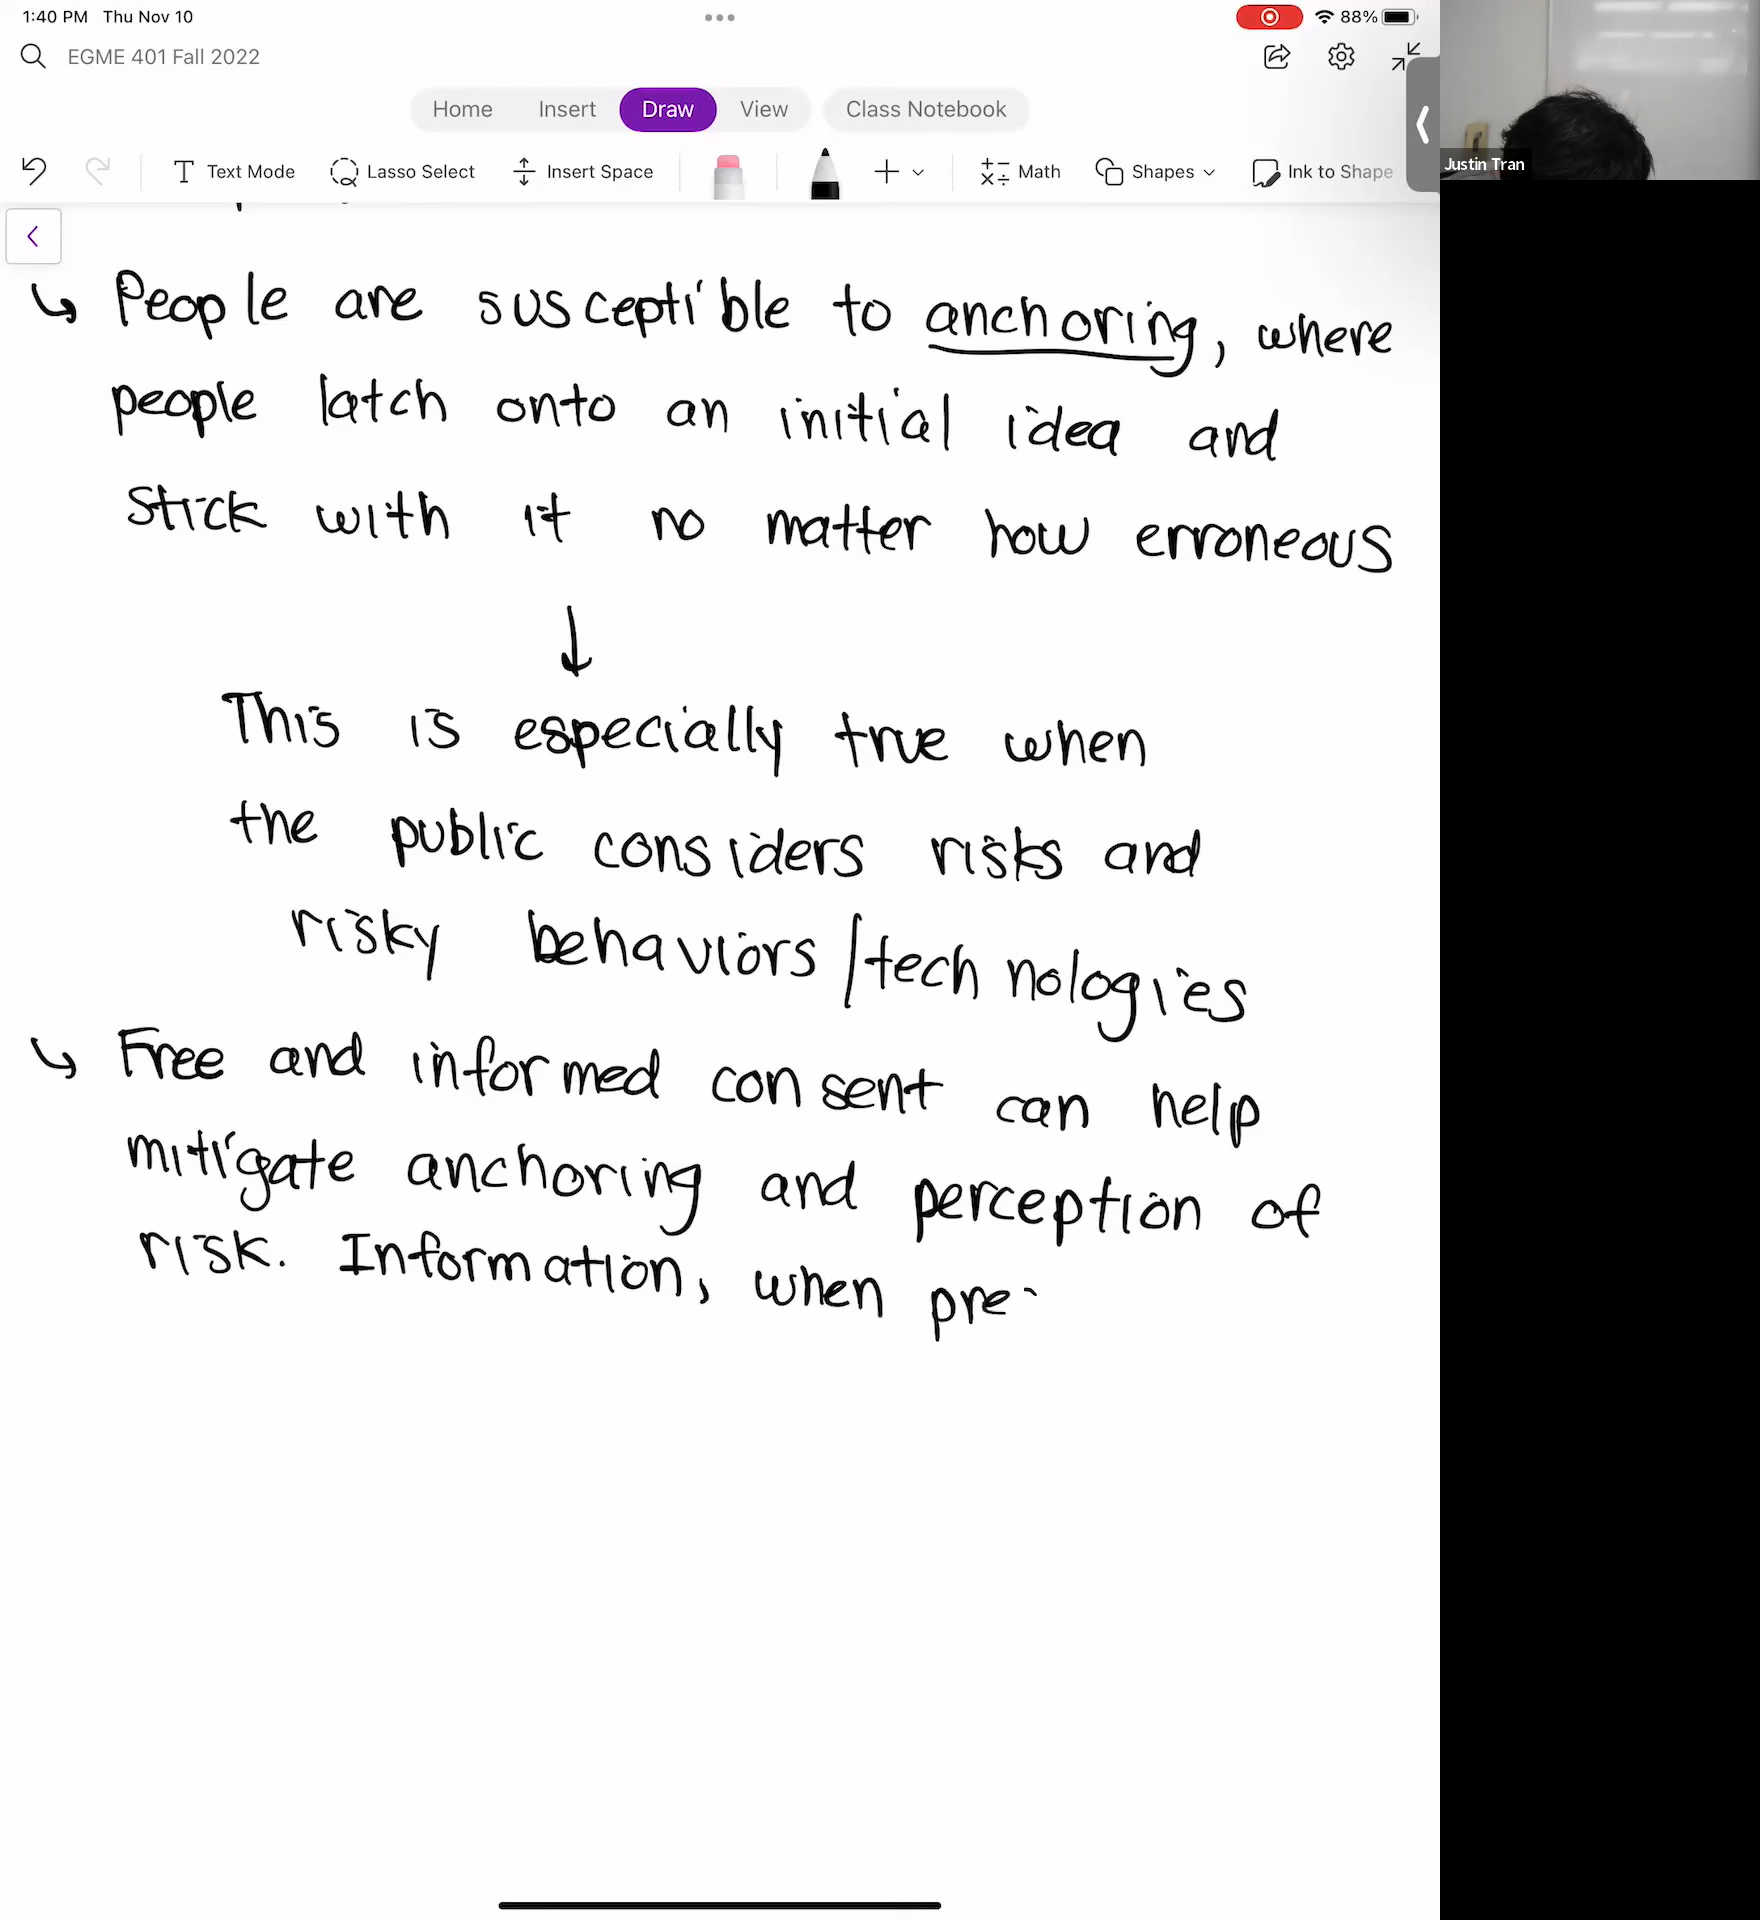 1:40 PM Thu Nov 10
88%
EGME 401 Fall 2022
Home Insert Draw View Class Notebook
Text Mode Lasso Select Insert Space Math Shapes Ink to Shape
Justin Tran
People are susceptible to anchoring, where
people latch onto an initial idea and
stick with it no matter how erroneous
This is especially true when
the public considers risks and
risky behaviors/technologies
Free and informed consent can help
mitigate anchoring and perception of
risk. Information, when pre